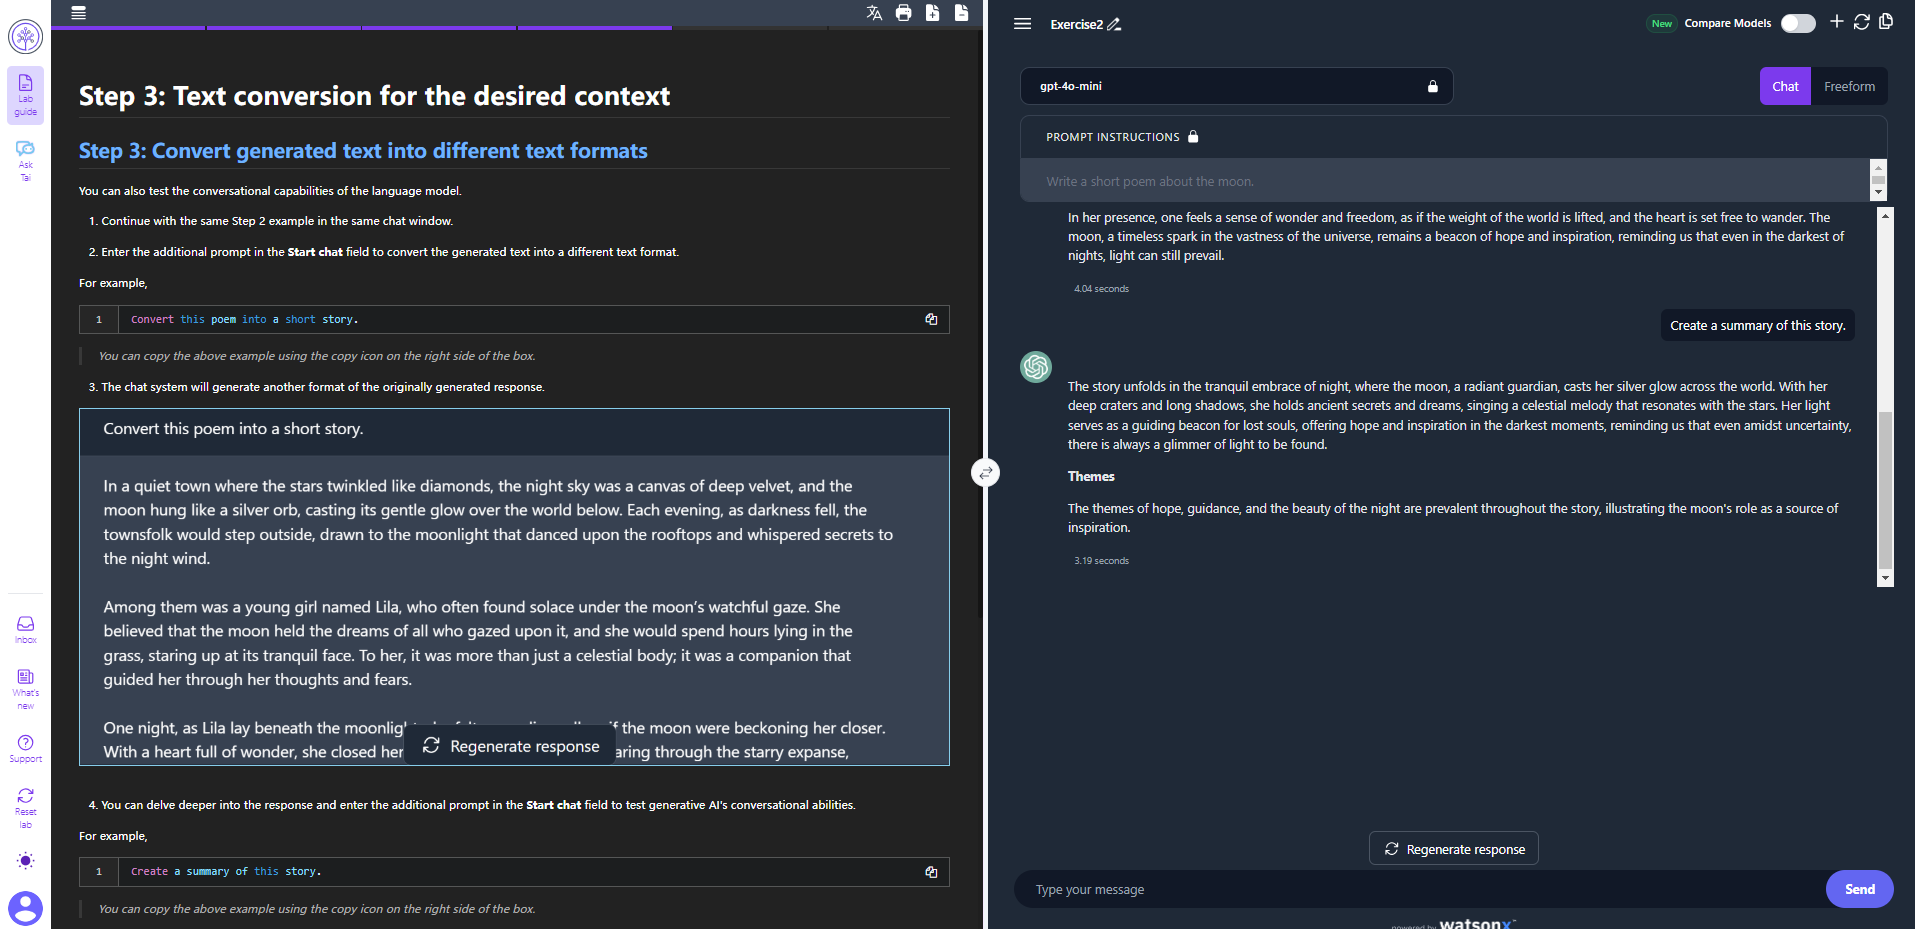 Lab
guide
Ask
Tai
Inbox
What's
new
Support
Reset
lab
Step 3: Text conversion for the desired context
Step 3: Convert generated text into different text formats
You can also test the conversational capabilities of the language model.
1. Continue with the same Step 2 example in the same chat window.
2. Enter the additional prompt in the Start chat field to convert the generated text into a different text format.
For example,
1 Convert this poem into a short story.
You can copy the above example using the copy icon on the right side of the box.
3. The chat system will generate another format of the originally generated response.
Convert this poem into a short story.
In a quiet town where the stars twinkled like diamonds, the night sky was a canvas of deep velvet, and the
moon hung like a silver orb, casting its gentle glow over the world below. Each evening, as darkness fell, the
townsfolk would step outside, drawn to the moonlight that danced upon the rooftops and whispered secrets to
the night wind.
Among them was a young girl named Lila, who often found solace under the moon's watchful gaze. She
believed that the moon held the dreams of all who gazed upon it, and she would spend hours lying in the
grass, staring up at its tranquil face. To her, it was more than just a celestial body; it was a companion that
guided her through her thoughts and fears.
One night, as Lila lay beneath the the moon were beckoning her closer.
With a heart full of wonder, she closed her through the starry expanse,
Regenerate response
4. You can delve deeper into the response and enter the additional prompt in the Start chat field to test generative AI's conversational abilities.
For example,
1 Create a summary of this story.
You can copy the above example using the copy icon on the right side of the box.
Exercise2
New Compare Models
gpt-4o-mini
Chat Freeform
PROMPT INSTRUCTIONS
Write a short poem about the moon.
In her presence, one feels a sense of wonder and freedom, as if the weight of the world is lifted, and the heart is set free to wander. The
moon, a timeless spark in the vastness of the universe, remains a beacon of hope and inspiration, reminding us that even in the darkest of
nights, light can still prevail.
4.04 seconds
Create a summary of this story.
The story unfolds in the tranquil embrace of night, where the moon, a radiant guardian, casts her silver glow across the world. With her
deep craters and long shadows, she holds ancient secrets and dreams, singing a celestial melody that resonates with the stars. Her light
serves as a guiding beacon for lost souls, offering hope and inspiration in the darkest moments, reminding us that even amidst uncertainty,
there is always a glimmer of light to be found.
Themes
The themes of hope, guidance, and the beauty of the night are prevalent throughout the story, illustrating the moon's role as a source of
inspiration.
3.19 seconds
Regenerate response
Type your message
Send
powered by watsonx™